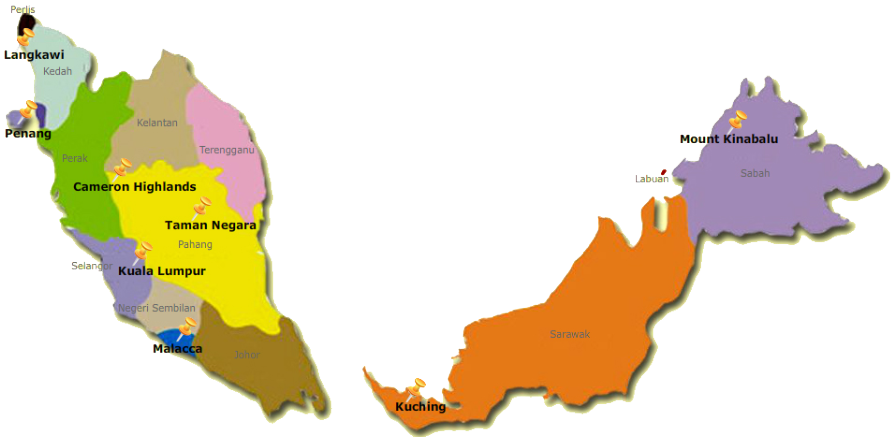 Perlis
Langkawi
Kedah
Penang
Kelantan
Terengganu
Perak
Cameron Highlands
Taman Negara
Pahang
Selangor
Kuala Lumpur
Negeri Sembilan
Malacca
Johor
Mount Kinabalu
Sabah
Labuan
Sarawak
Kuching